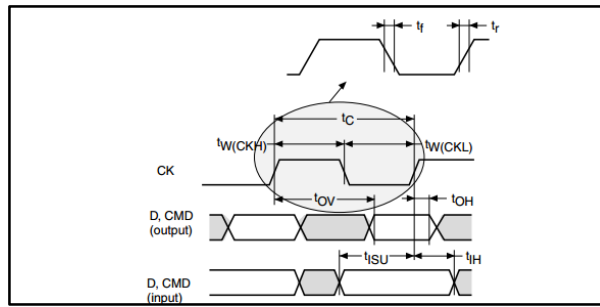 tf tr
tC
tW(CKH) tW(CKL)
CK
tOV tOH
D, CMD
(output)
tISU tIH
D, CMD
(input)